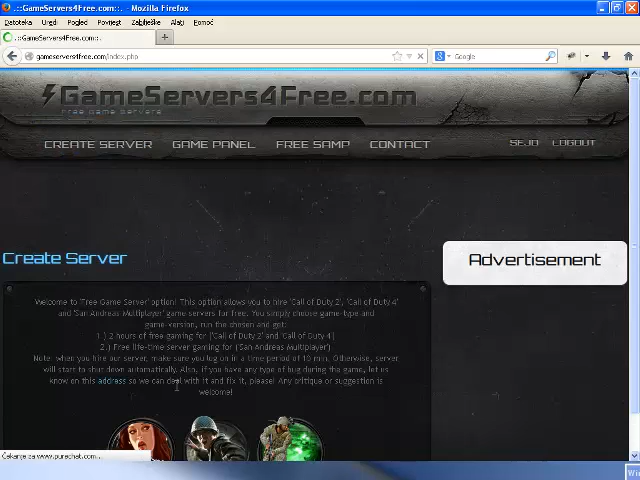 .::GameServers4Free.com::. - Mozilla Firefox
Datoteka Uredi Pogled Povijest Zabilješke Alati Pomoć
.::GameServers4Free.com::.
gameservers4free.com/index.php
Google
GameServers4Free.com
free game servers
CREATE SERVER GAME PANEL FREE SAMP CONTACT SEJO LOGOUT
Create Server
Advertisement
Welcome to 'Free Game Server' option! This option allows you to hire 'Call of Duty 2', 'Call of Duty 4'
and 'San Andreas Multiplayer' game servers for free. You simply choose game-type and
game-version, run the chosen and get:
1.) 2 hours of free gaming for ['Call of Duty 2' and 'Call of Duty 4]
2.) Free life-time server gaming for (San Andreas Multiplayer')
Note: when you hire our server, make sure you log on in a time period of 10 min. Otherwise, server
will start to shut down automatically. Also, if you have any type of bug during the game, let us
know on this address so we can deal with it and fix it, please! Any critique or suggestion is
welcome!
Čekanje za www.purechat.com...
Wi